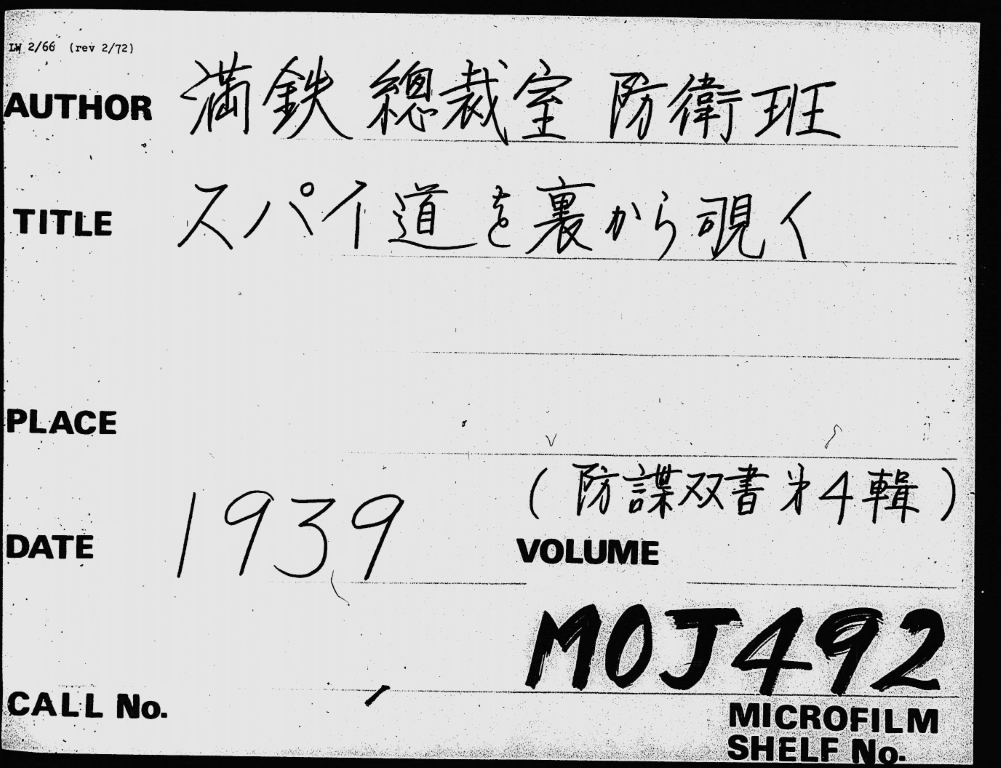 LW 2/66 (rev 2/72)
AUTHOR 満鉄 總裁室 防衛班
TITLE スパイ道を裏から覗く
PLACE
(防諜双書 㐧4輯)
DATE 1939
VOLUME
MOJ492
CALL No.
MICROFILM
SHELF No.